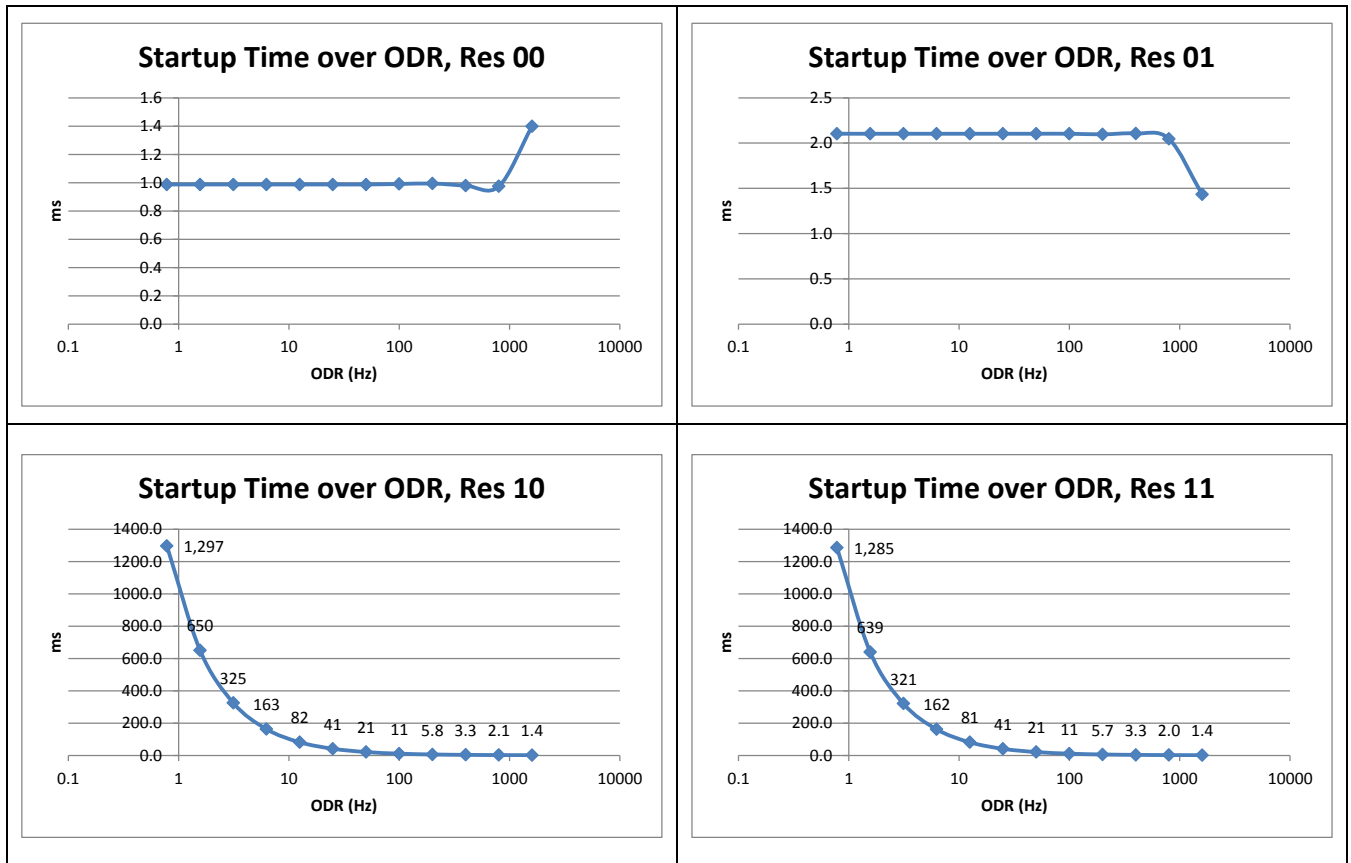 Startup Time over ODR, Res 00
1.6
1.4
1.2
1.0
0.8
0.6
0.4
0.2
0.0
ms
0.1 1 10 100 1000 10000
ODR (Hz)
Startup Time over ODR, Res 01
2.5
2.0
1.5
1.0
0.5
0.0
ms
0.1 1 10 100 1000 10000
ODR (Hz)
Startup Time over ODR, Res 10
1400.0
1200.0
1000.0
800.0
600.0
400.0
200.0
0.0
ms
1,297
650
325
163
82 41 21 11 5.8 3.3 2.1 1.4
0.1 1 10 100 1000 10000
ODR (Hz)
Startup Time over ODR, Res 11
1400.0
1200.0
1000.0
800.0
600.0
400.0
200.0
0.0
ms
1,285
639
321
162
81 41 21 11 5.7 3.3 2.0 1.4
0.1 1 10 100 1000 10000
ODR (Hz)